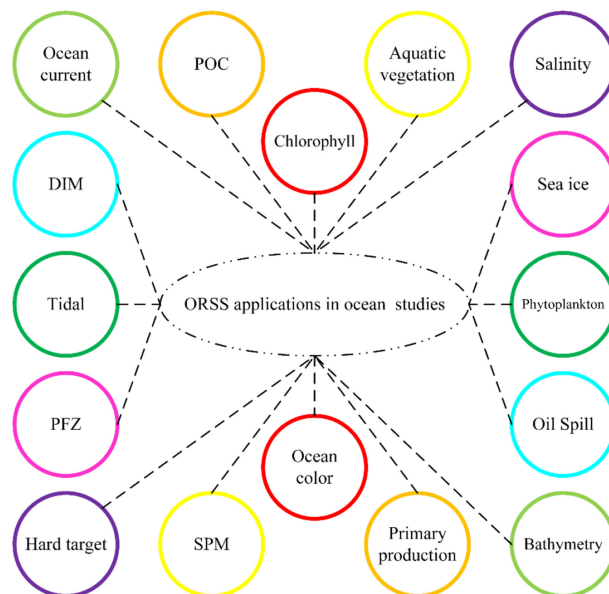 Ocean
current
POC
Aquatic
vegetation
Salinity
Chlorophyll
DIM
Sea ice
Tidal
ORSS applications in ocean studies
Phytoplankton
PFZ
Oil Spill
Ocean
color
Hard target
SPM
Primary
production
Bathymetry